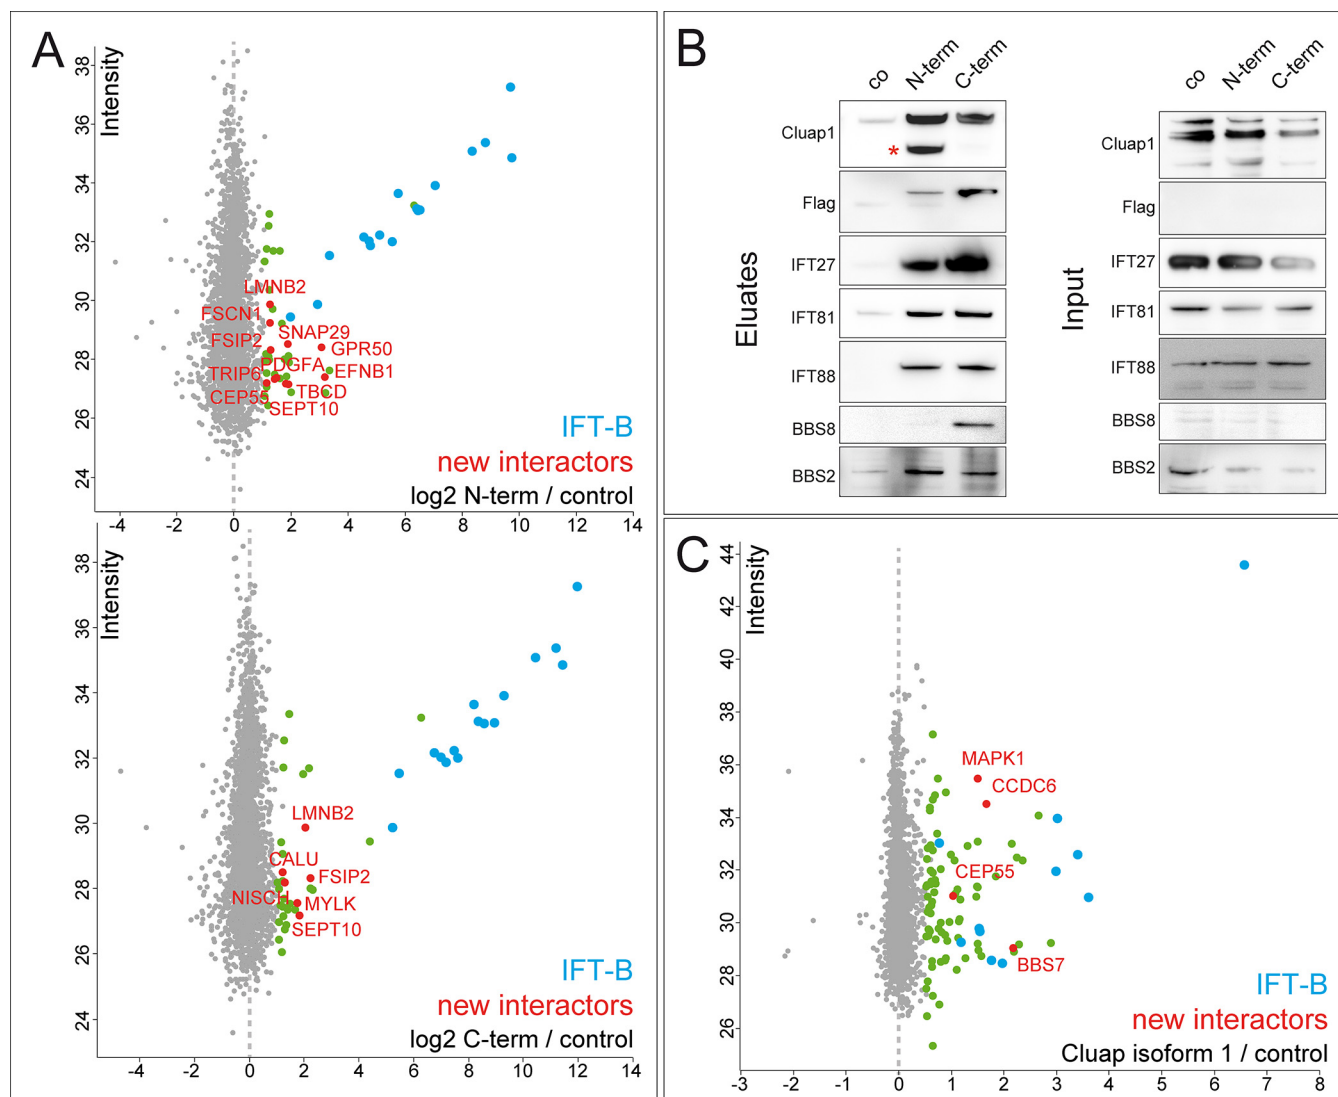 A
Intensity
38
36
34
32
30
28
26
24
LMNB2
FSCN1
SNAP29
FSIP2
GPR50
PDGFA
EFNB1
TRIP6
TBCD
CEP55
SEPT10
IFT-B
new interactors
log2 N-term / control
-4 -2 0 2 4 6 8 10 12 14
Intensity
38
36
34
32
30
28
26
24
LMNB2
CALU
FSIP2
NISCH
MYLK
SEPT10
IFT-B
new interactors
log2 C-term / control
-4 -2 0 2 4 6 8 10 12 14
B
co N-term C-term
Eluates
Cluap1
*
Flag
IFT27
IFT81
IFT88
BBS8
BBS2
co N-term C-term
Input
Cluap1
Flag
IFT27
IFT81
IFT88
BBS8
BBS2
C
Intensity
44
42
40
38
36
34
32
30
28
26
MAPK1
CCDC6
CEP55
BBS7
IFT-B
new interactors
Cluap isoform 1 / control
-3 -2 -1 0 1 2 3 4 5 6 7 8